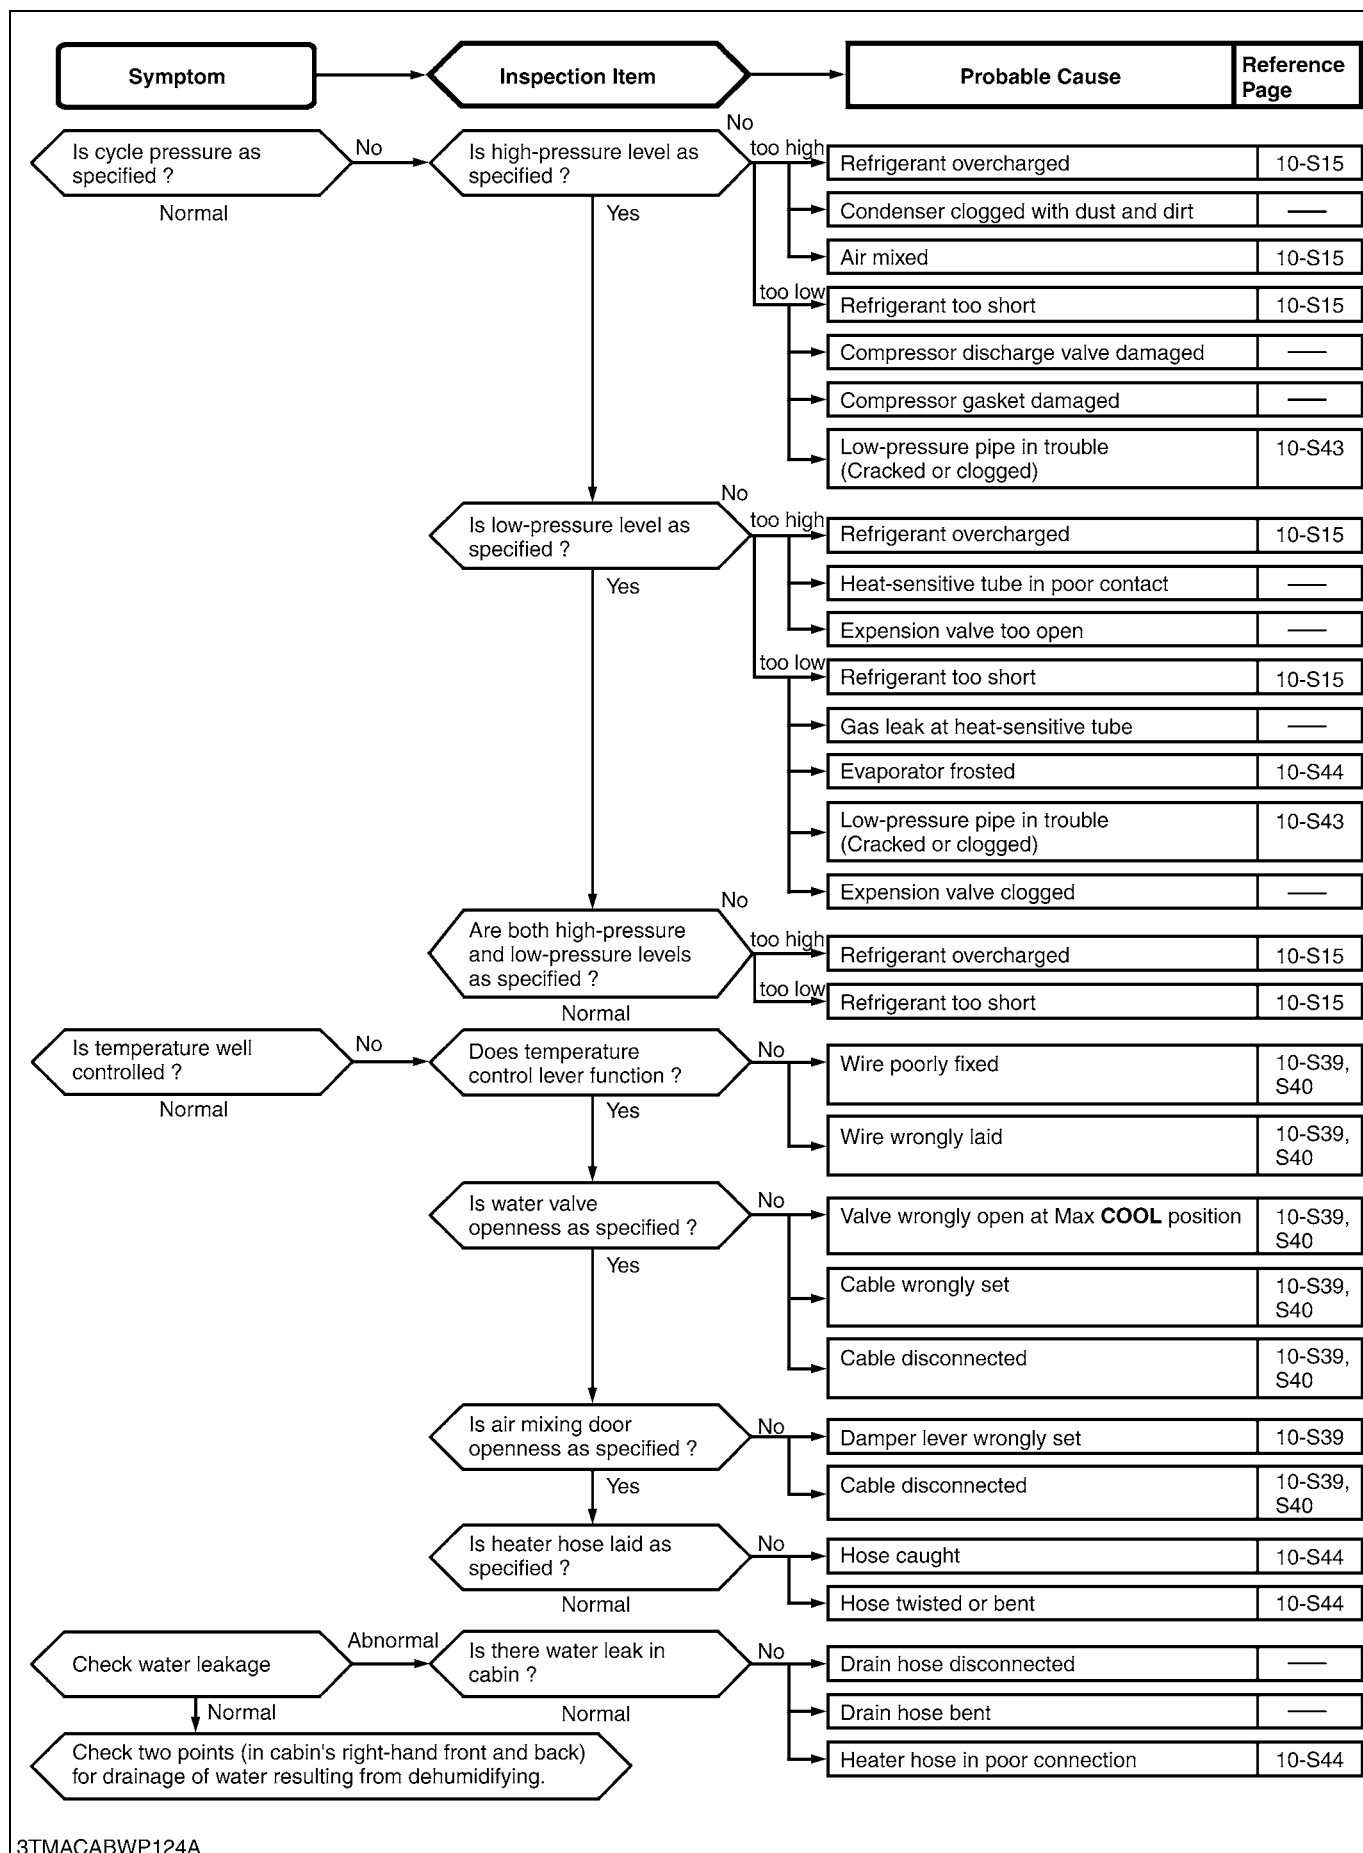 Symptom
Inspection Item
Probable Cause
Reference
Page
Is cycle pressure as
specified ?
No
Normal
Is high-pressure level as
specified ?
No
Yes
too high
Refrigerant overcharged
10-S15
Condenser clogged with dust and dirt
—
Air mixed
10-S15
too low
Refrigerant too short
10-S15
Compressor discharge valve damaged
—
Compressor gasket damaged
—
Low-pressure pipe in trouble
(Cracked or clogged)
10-S43
Is low-pressure level as
specified ?
No
Yes
too high
Refrigerant overcharged
10-S15
Heat-sensitive tube in poor contact
—
Expension valve too open
—
too low
Refrigerant too short
10-S15
Gas leak at heat-sensitive tube
—
Evaporator frosted
10-S44
Low-pressure pipe in trouble
(Cracked or clogged)
10-S43
Expension valve clogged
—
Are both high-pressure
and low-pressure levels
as specified ?
No
Normal
too high
Refrigerant overcharged
10-S15
too low
Refrigerant too short
10-S15
Is temperature well
controlled ?
No
Normal
Does temperature
control lever function ?
No
Yes
Wire poorly fixed
10-S39,
S40
Wire wrongly laid
10-S39,
S40
Is water valve
openness as specified ?
No
Yes
Valve wrongly open at Max COOL position
10-S39,
S40
Cable wrongly set
10-S39,
S40
Cable disconnected
10-S39,
S40
Is air mixing door
openness as specified ?
No
Yes
Damper lever wrongly set
10-S39
Cable disconnected
10-S39,
S40
Is heater hose laid as
specified ?
No
Normal
Hose caught
10-S44
Hose twisted or bent
10-S44
Check water leakage
Abnormal
Normal
Is there water leak in
cabin ?
No
Normal
Drain hose disconnected
—
Drain hose bent
—
Heater hose in poor connection
10-S44
Check two points (in cabin's right-hand front and back)
for drainage of water resulting from dehumidifying.
3TMACABWP124A